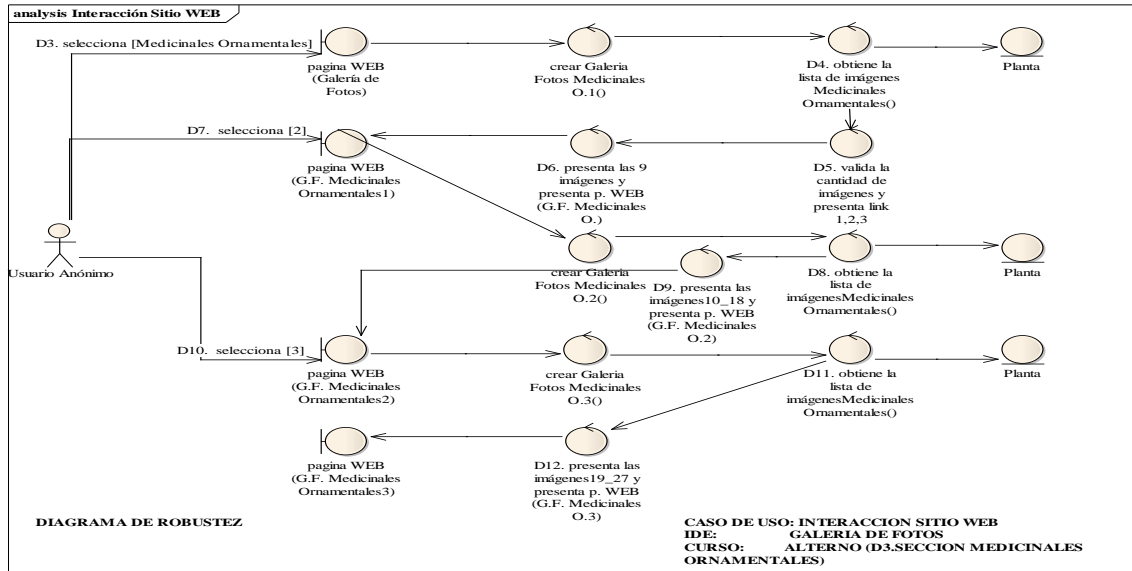 analysis Interacción Sitio WEB
D3. selecciona [Medicinales Ornamentales]
pagina WEB
(Galería de
Fotos)
crear Galeria
Fotos Medicinales
O.1()
D4. obtiene la
lista de imágenes
Medicinales
Ornamentales()
Planta
D7. selecciona [2]
pagina WEB
(G.F. Medicinales
Ornamentales1)
D6. presenta las 9
imágenes y
presenta p. WEB
(G.F. Medicinales
O.)
D5. valida la
cantidad de
imágenes y
presenta link
1,2,3
Usuario Anónimo
crear Galeria
Fotos Medicinales
O.2()
D9. presenta las
imágenes10_18 y
presenta p. WEB
(G.F. Medicinales
O.2)
D8. obtiene la
lista de
imágenesMedicinales
Ornamentales()
Planta
D10. selecciona [3]
pagina WEB
(G.F. Medicinales
Ornamentales2)
crear Galeria
Fotos Medicinales
O.3()
D11. obtiene la
lista de
imágenesMedicinales
Ornamentales()
Planta
pagina WEB
(G.F. Medicinales
Ornamentales3)
D12. presenta las
imágenes19_27 y
presenta p. WEB
(G.F. Medicinales
O.3)
DIAGRAMA DE ROBUSTEZ
CASO DE USO: INTERACCION SITIO WEB
IDE: GALERIA DE FOTOS
CURSO: ALTERNO (D3.SECCION MEDICINALES
ORNAMENTALES)